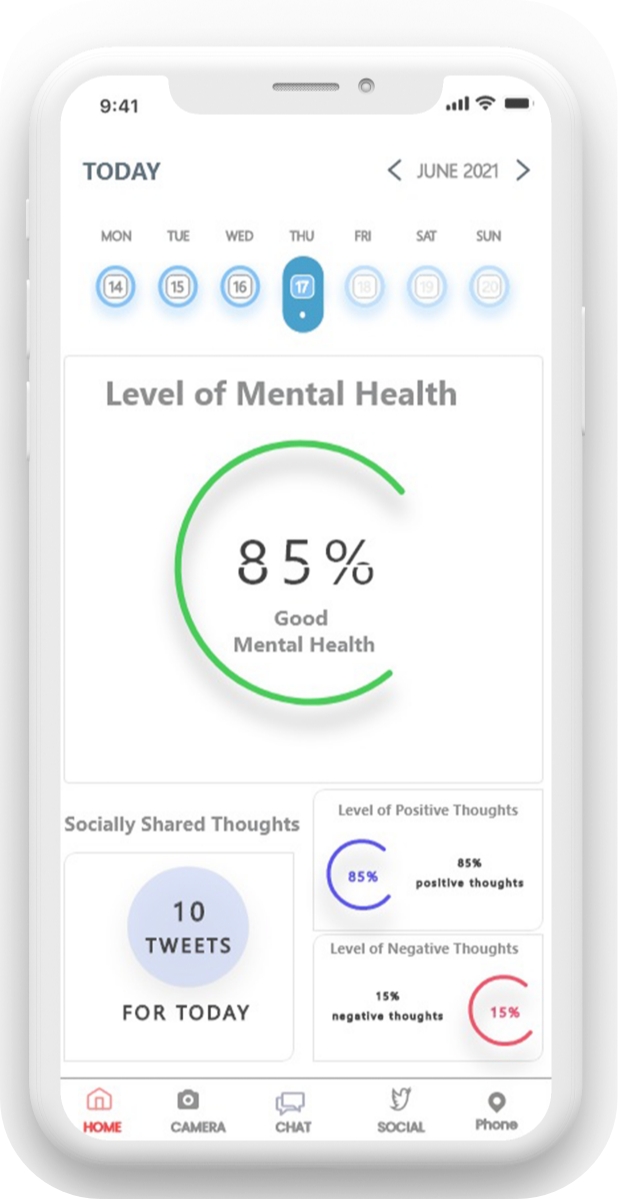 9:41
TODAY
JUNE 2021
MON TUE WED THU FRI SAT SUN
14 15 16 17 18 19 20
Level of Mental Health
85%
Good
Mental Health
Socially Shared Thoughts
10
TWEETS
FOR TODAY
Level of Positive Thoughts
85%
85%
positive thoughts
Level of Negative Thoughts
15%
negative thoughts
15%
HOME CAMERA CHAT SOCIAL Phone